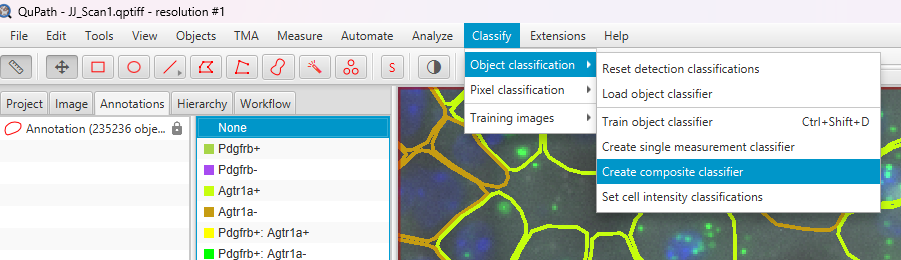 QuPath - JJ_Scan1.qptiff - resolution #1
File Edit Tools View Objects TMA Measure Automate Analyze Classify Extensions Help
S
Object classification
Pixel classification
Training images
Reset detection classifications
Load object classifier
Train object classifier Ctrl+Shift+D
Create single measurement classifier
Create composite classifier
Set cell intensity classifications
Project Image Annotations Hierarchy Workflow
Annotation (235236 obje...
None
Pdgfrb+
Pdgfrb-
Agtr1a+
Agtr1a-
Pdgfrb+: Agtr1a+
Pdgfrb+: Agtr1a-